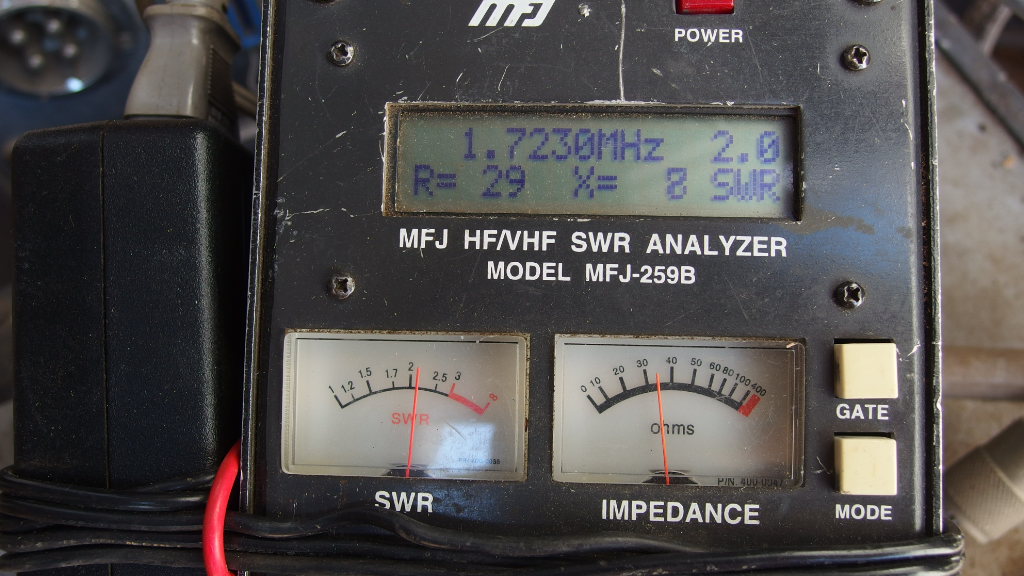 MFJ
POWER
1.7230MHz 2.0
R= 29 X= 8 SWR
MFJ HF/VHF SWR ANALYZER
MODEL MFJ-259B
1 1.2 1.5 1.7 2 2.5 3 8
SWR
0 10 20 30 40 50 60 80 100 400
ohms
GATE
SWR
IMPEDANCE
MODE